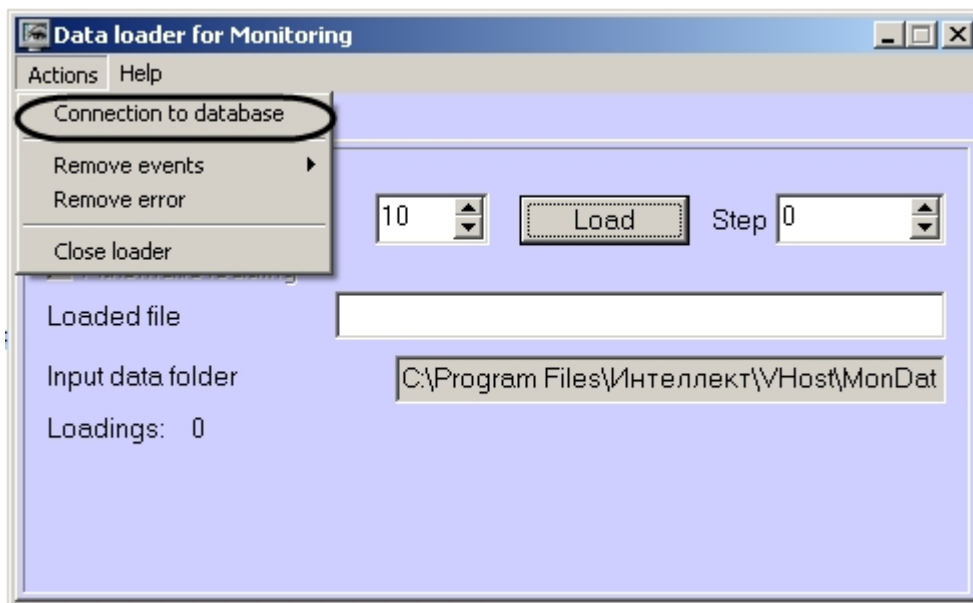 Data loader for Monitoring
Actions Help
Connection to database
Remove events
Remove error
Close loader
10 Load Step 0
Loaded file
Input data folder C:\Program Files\Интеллект\VHost\MonDat
Loadings: 0